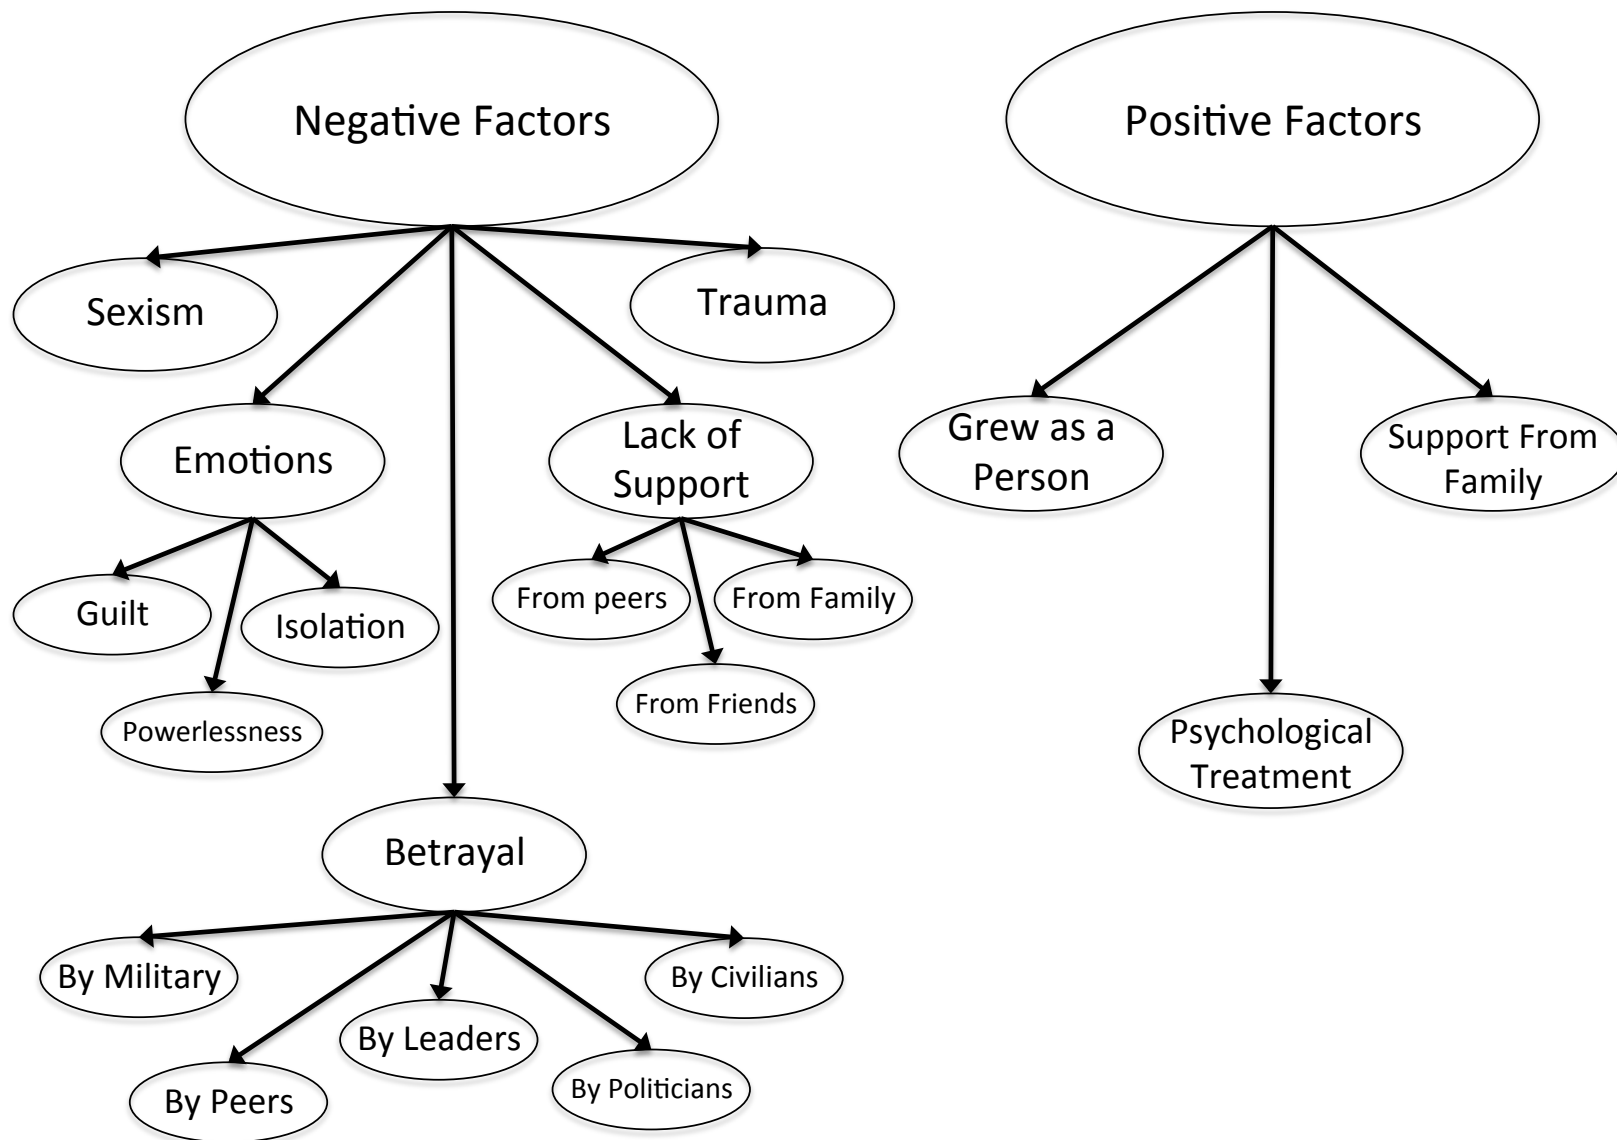 Negative Factors
Positive Factors
Sexism
Trauma
Emotions
Lack of
Support
Grew as a
Person
Support From
Family
Guilt
Isolation
Powerlessness
From peers
From Family
From Friends
Psychological
Treatment
Betrayal
By Military
By Civilians
By Leaders
By Peers
By Politicians